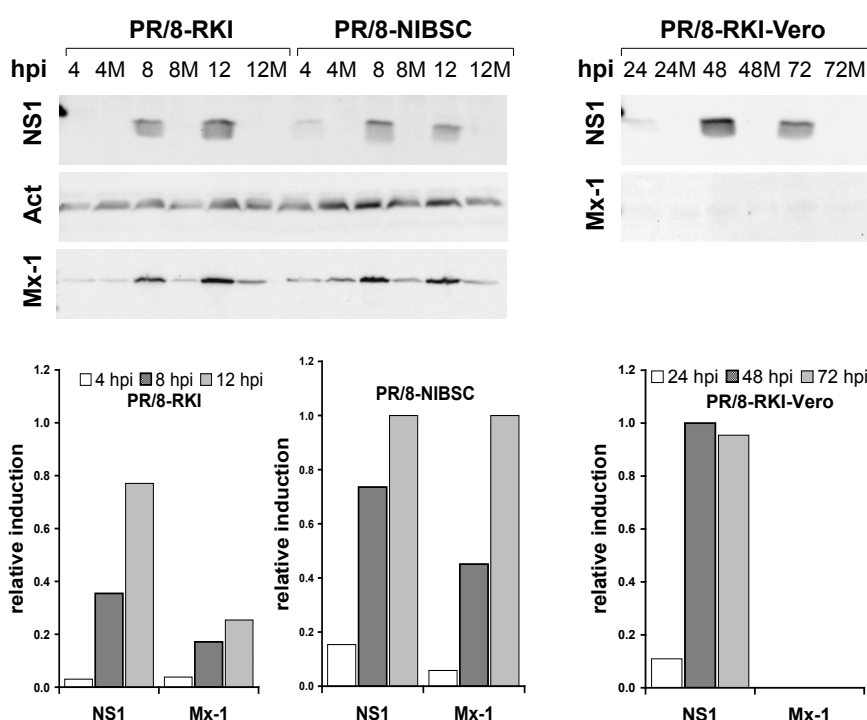 PR/8-RKI PR/8-NIBSC PR/8-RKI-Vero
hpi 4 4M 8 8M 12 12M 4 4M 8 8M 12 12M hpi 24 24M 48 48M 72 72M
NS1 NS1
Act Mx-1
Mx-1
1.2 1.2 1.2
4 hpi 8 hpi 12 hpi 24 hpi 48 hpi 72 hpi
PR/8-RKI PR/8-NIBSC PR/8-RKI-Vero
1.0 1.0 1.0
0.8 0.8 0.8
0.6 0.6 0.6
0.4 0.4 0.4
0.2 0.2 0.2
0.0 0.0 0.0
relative induction relative induction relative induction
NS1 Mx-1 NS1 Mx-1 NS1 Mx-1